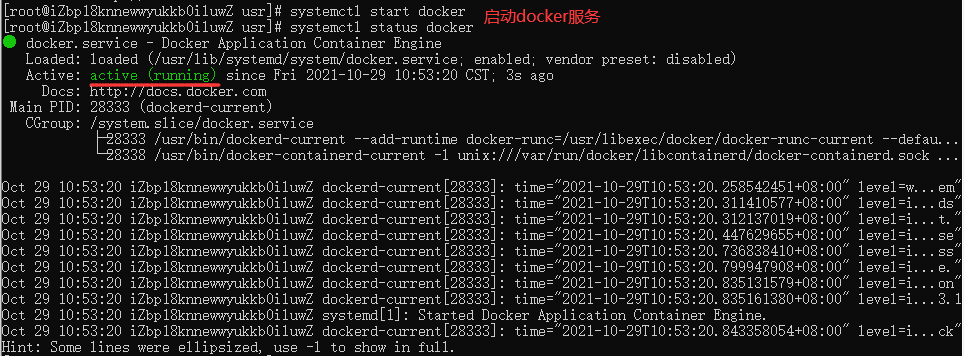 [root@iZbp18knnewwyukkb0i1uwZ usr]# systemctl start docker 启动docker服务
[root@iZbp18knnewwyukkb0i1uwZ usr]# systemctl status docker
● docker.service - Docker Application Container Engine
Loaded: loaded (/usr/lib/systemd/system/docker.service; enabled; vendor preset: disabled)
Active: active (running) since Fri 2021-10-29 10:53:20 CST; 3s ago
Docs: http://docs.docker.com
Main PID: 28333 (dockerd-current)
CGroup: /system.slice/docker.service
├─28333 /usr/bin/dockerd-current --add-runtime docker-runc=/usr/libexec/docker/docker-runc-current --defau...
└─28338 /usr/bin/docker-containerd-current -l unix:///var/run/docker/libcontainerd/docker-containerd.sock ...
Oct 29 10:53:20 iZbp18knnewwyukkb0i1uwZ dockerd-current[28333]: time="2021-10-29T10:53:20.258542451+08:00" level=w...em"
Oct 29 10:53:20 iZbp18knnewwyukkb0i1uwZ dockerd-current[28333]: time="2021-10-29T10:53:20.311410577+08:00" level=i...ds"
Oct 29 10:53:20 iZbp18knnewwyukkb0i1uwZ dockerd-current[28333]: time="2021-10-29T10:53:20.312137019+08:00" level=i...t."
Oct 29 10:53:20 iZbp18knnewwyukkb0i1uwZ dockerd-current[28333]: time="2021-10-29T10:53:20.447629655+08:00" level=i...se"
Oct 29 10:53:20 iZbp18knnewwyukkb0i1uwZ dockerd-current[28333]: time="2021-10-29T10:53:20.736838410+08:00" level=i...ss"
Oct 29 10:53:20 iZbp18knnewwyukkb0i1uwZ dockerd-current[28333]: time="2021-10-29T10:53:20.799947908+08:00" level=i...e."
Oct 29 10:53:20 iZbp18knnewwyukkb0i1uwZ dockerd-current[28333]: time="2021-10-29T10:53:20.835131579+08:00" level=i...on"
Oct 29 10:53:20 iZbp18knnewwyukkb0i1uwZ dockerd-current[28333]: time="2021-10-29T10:53:20.835161380+08:00" level=i...3.1
Oct 29 10:53:20 iZbp18knnewwyukkb0i1uwZ systemd[1]: Started Docker Application Container Engine.
Oct 29 10:53:20 iZbp18knnewwyukkb0i1uwZ dockerd-current[28333]: time="2021-10-29T10:53:20.843358054+08:00" level=i...ck"
Hint: Some lines were ellipsized, use -l to show in full.